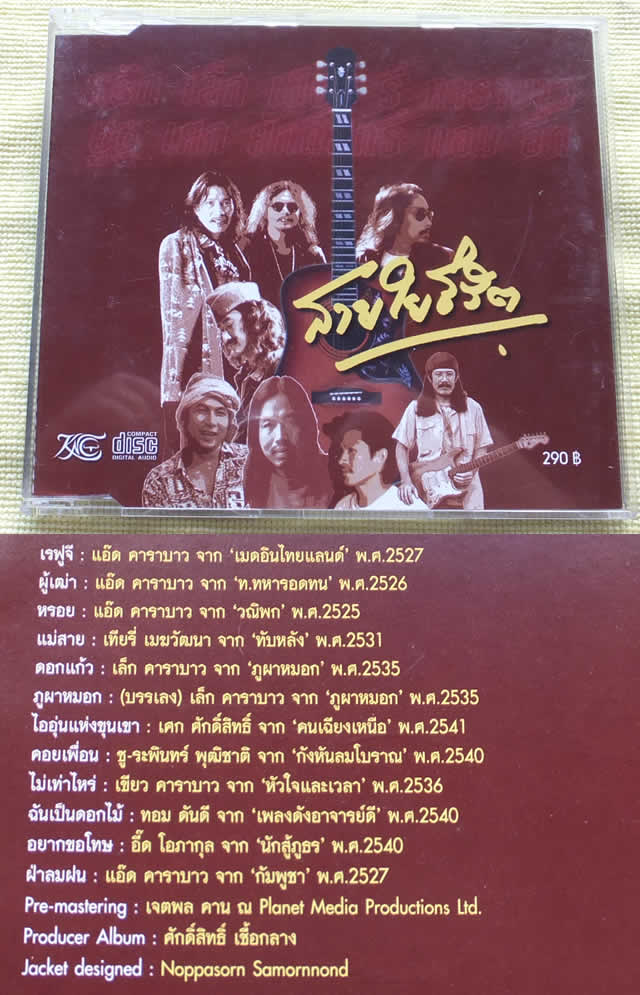 สายใยชีวิต
COMPACT
disc
DIGITAL AUDIO
290 ฿
เรฟูจี : แอ๊ด คาราบาว จาก ‘เมดอินไทยแลนด์’ พ.ศ.2527
ผู้เฒ่า : แอ๊ด คาราบาว จาก ‘ท.ทหารอดทน’ พ.ศ.2526
หรอย : แอ๊ด คาราบาว จาก ‘วณิพก’ พ.ศ.2525
แม่สาย : เทียรี่ เมฆวัฒนา จาก ‘ทับหลัง’ พ.ศ.2531
ดอกแก้ว : เล็ก คาราบาว จาก ‘ภูผาหมอก’ พ.ศ.2535
ภูผาหมอก : (บรรเลง) เล็ก คาราบาว จาก ‘ภูผาหมอก’ พ.ศ.2535
ไออุ่นแห่งขุนเขา : เศก ศักดิ์สิทธิ์ จาก ‘คนเฉียงเหนือ’ พ.ศ.2541
คอยเพื่อน : ซู-ระพินทร์ พุฒิชาติ จาก ‘กังหันลมโบราณ’ พ.ศ.2540
ไม่เท่าไหร่ : เขียว คาราบาว จาก ‘หัวใจและเวลา’ พ.ศ.2536
ฉันเป็นดอกไม้ : ทอม ดันดี จาก ‘เพลงดังอาจารย์ดี’ พ.ศ.2540
อยากขอโทษ : อี๊ด โอภากุล จาก ‘นักสู้ภูธร’ พ.ศ.2540
ฝ่าลมฝน : แอ๊ด คาราบาว จาก ‘กัมพูชา’ พ.ศ.2527
Pre-mastering : เจตพล คาน ณ Planet Media Productions Ltd.
Producer Album : ศักดิ์สิทธิ์ เชื้อกลาง
Jacket designed : Noppasorn Samornnond